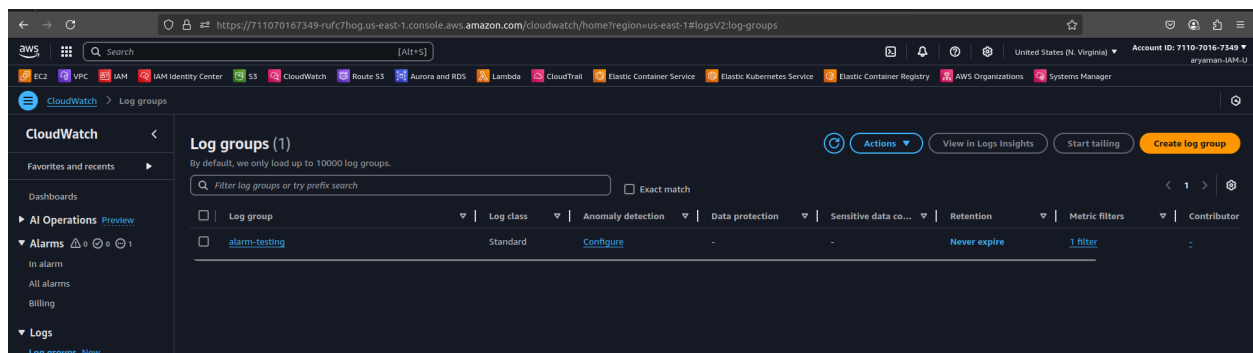 https://711070167349-rufc7hog.us-east-1.console.aws.amazon.com/cloudwatch/home?region=us-east-1#logsV2:log-groups
aws Search [Alt+S] United States (N. Virginia) Account ID: 7110-7016-7349
aryaman-IAM-U
EC2 VPC IAM IAM Identity Center S3 CloudWatch Route 53 Aurora and RDS Lambda CloudTrail Elastic Container Service Elastic Kubernetes Service Elastic Container Registry AWS Organizations Systems Manager
CloudWatch > Log groups
CloudWatch
Favorites and recents
Dashboards
AI Operations Preview
Alarms 0 0 1
In alarm
All alarms
Billing
Logs
Log groups New
Log groups (1)
By default, we only load up to 10000 log groups.
Actions View in Logs Insights Start tailing Create log group
Filter log groups or try prefix search Exact match < 1 >
Log group Log class Anomaly detection Data protection Sensitive data co... Retention Metric filters Contributor
alarm-testing Standard Configure - - Never expire 1 filter -